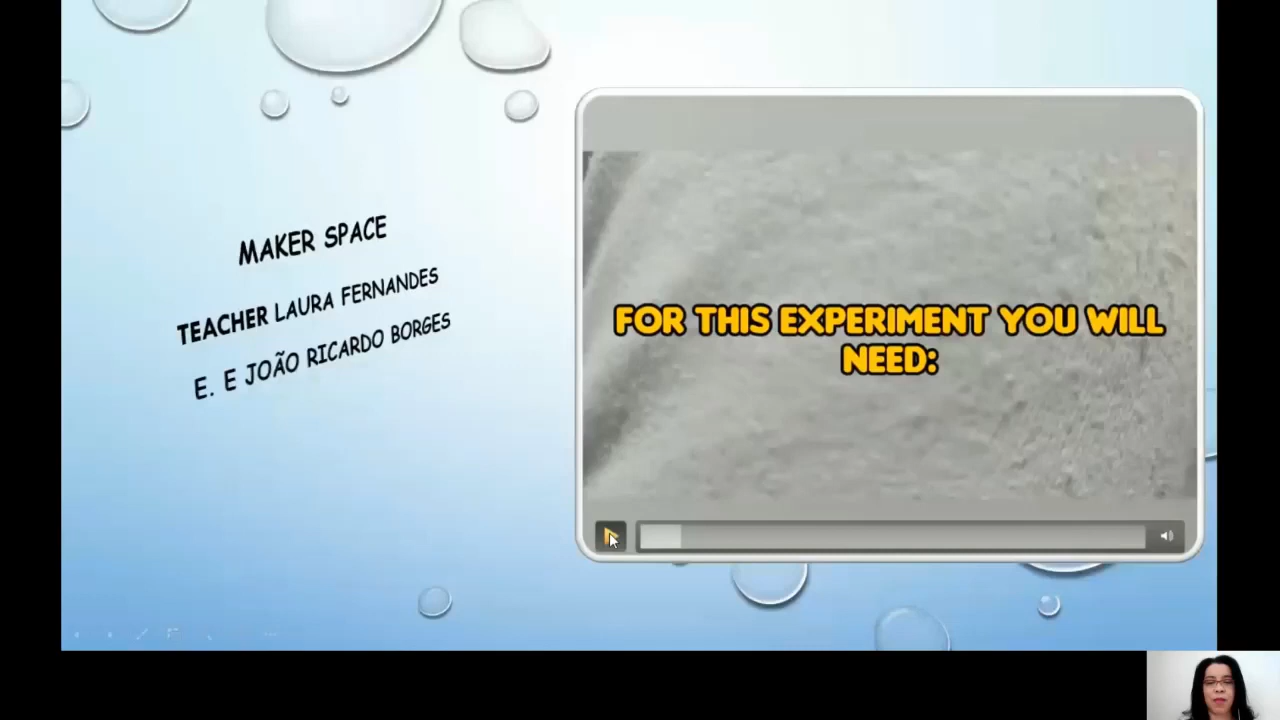 MAKER SPACE
TEACHER LAURA FERNANDES
E. E JOÃO RICARDO BORGES
FOR THIS EXPERIMENT YOU WILL
NEED: